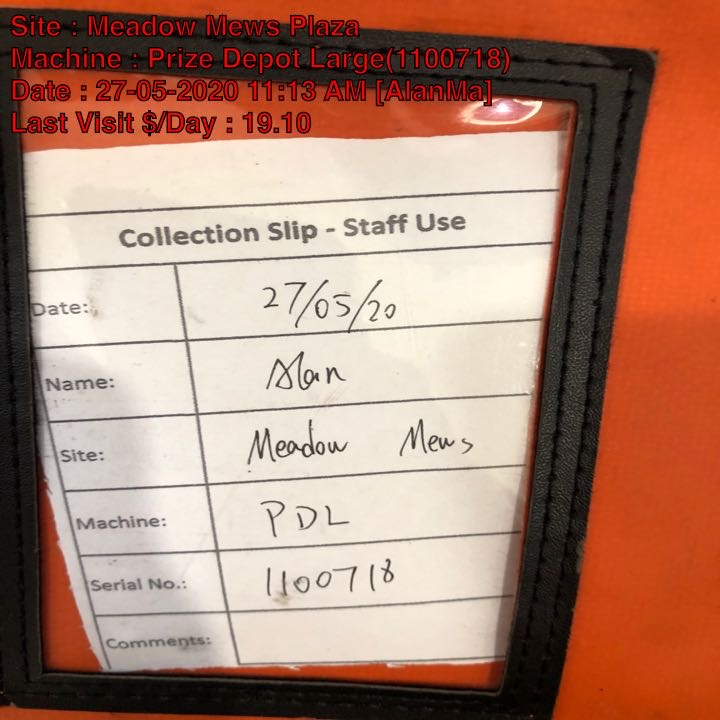 Site : Meadow Mews Plaza
Machine : Prize Depot Large(1100718)
Date : 27-05-2020 11:13 AM [AlanMa]
Last Visit $/Day : 19.10
Collection Slip - Staff Use
Date: 27/05/20
Name: Alan
Site: Meadow Mews
Machine: PDL
Serial No.: 1100718
Comments: